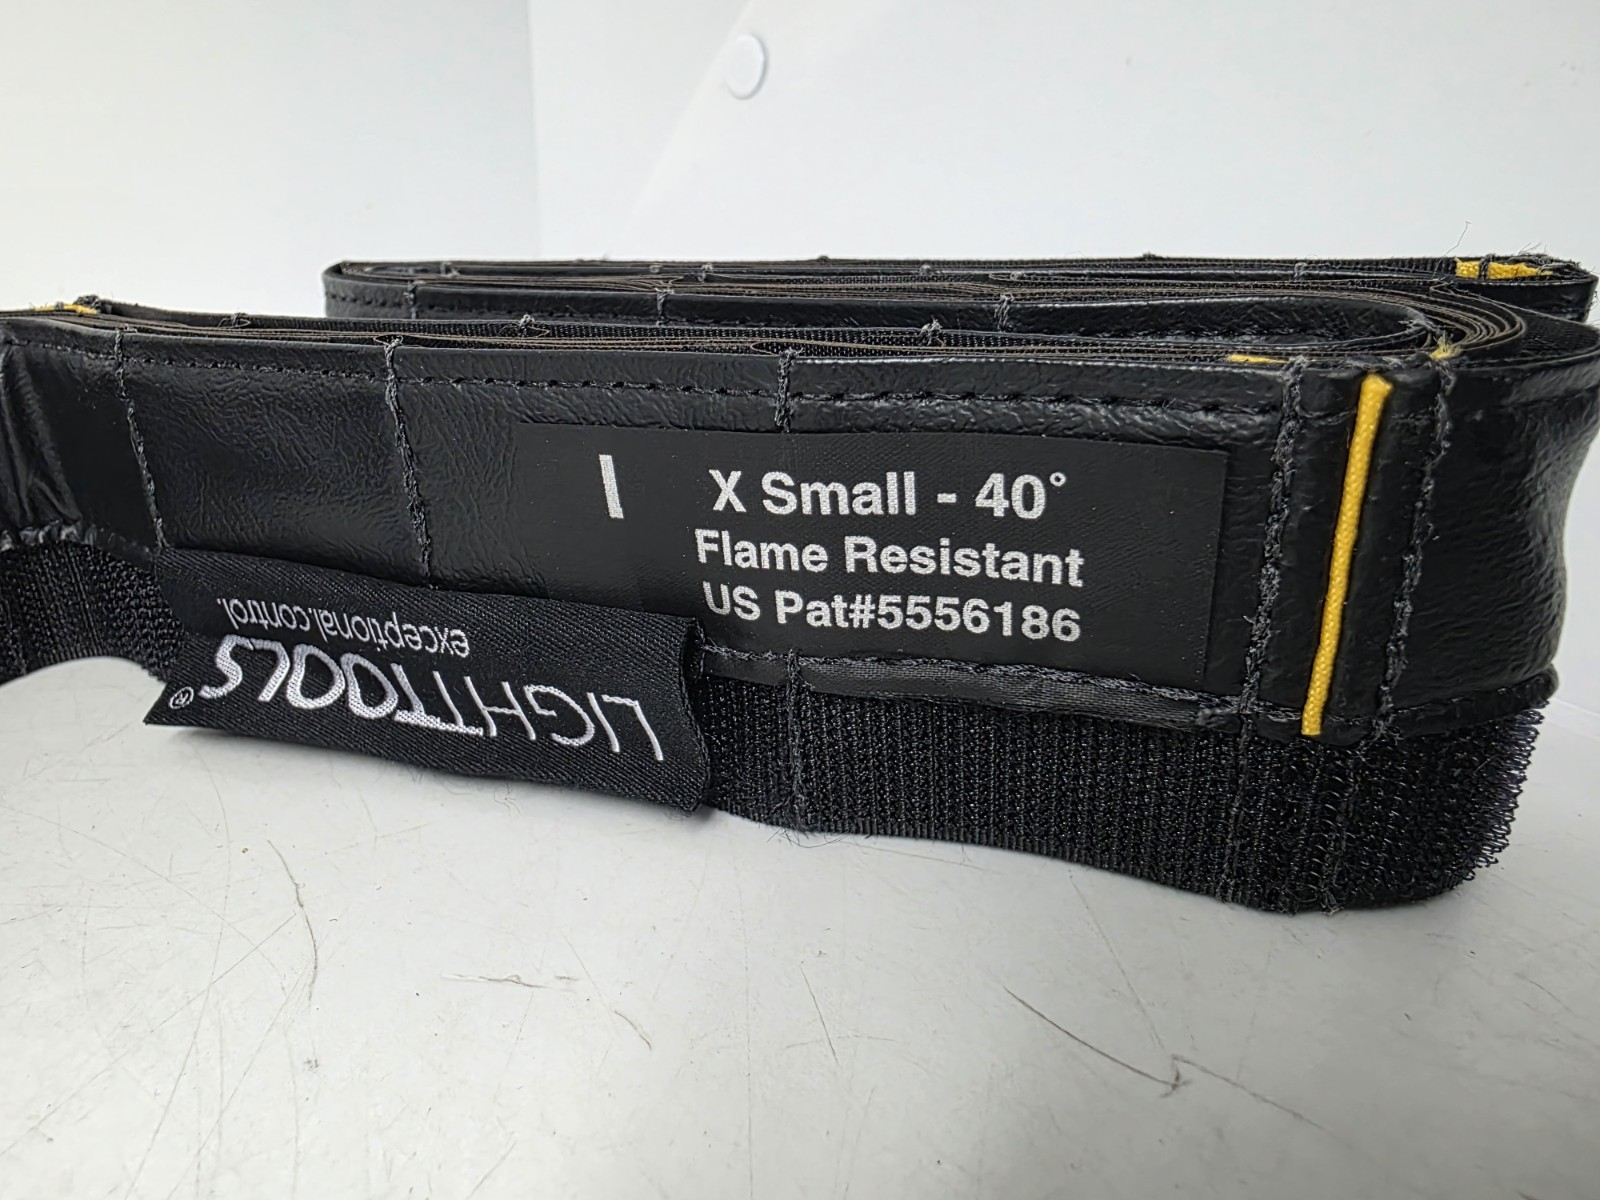 I X Small - 40°
Flame Resistant
US Pat#5556186
LIGHTTOOLS®
exceptional.control.